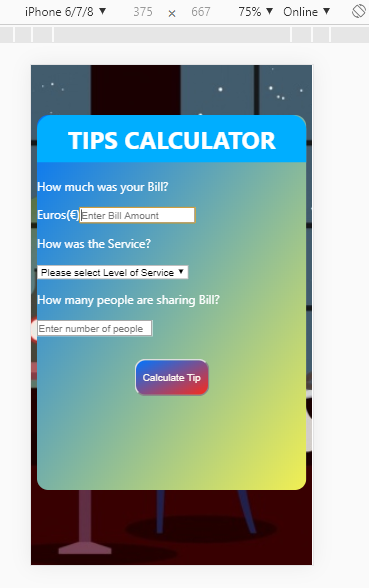 iPhone 6/7/8 ▼ 375 × 667 75% ▼ Online ▼
TIPS CALCULATOR
How much was your Bill?
Euros(€) Enter Bill Amount
How was the Service?
Please select Level of Service ▼
How many people are sharing Bill?
Enter number of people
Calculate Tip